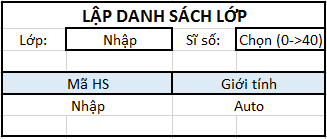 LẬP DANH SÁCH LỚP
Lớp: Nhập Sĩ số: Chọn (0->40)
Mã HS Giới tính
Nhập Auto